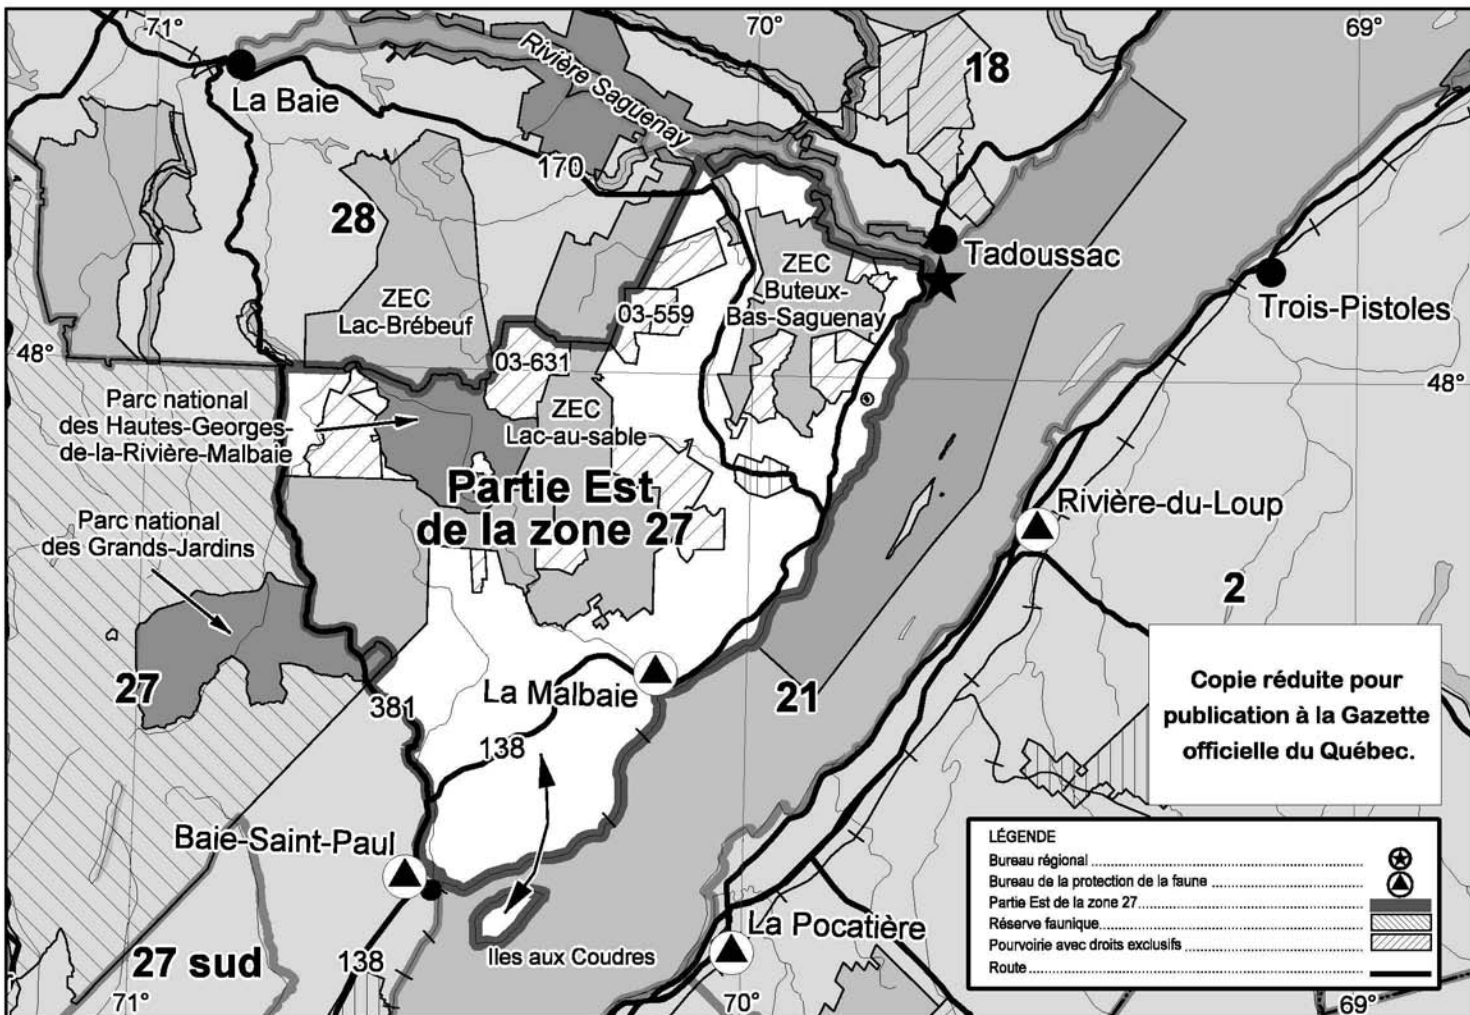 71°
70°
69°
18
Rivière Saguenay
La Baie
170
28
Tadoussac
ZEC
Buteux-
Bas-Saguenay
ZEC
Lac-Brébeuf
03-559
Trois-Pistoles
48°
03-631
48°
Parc national
des Hautes-Georges-
de-la-Rivière-Malbaie
ZEC
Lac-au-sable
Partie Est
de la zone 27
Rivière-du-Loup
Parc national
des Grands-Jardins
2
27
La Malbaie
21
381
138
Copie réduite pour
publication à la Gazette
officielle du Québec.
Baie-Saint-Paul
LÉGENDE
Bureau régional
Bureau de la protection de la faune
Partie Est de la zone 27
Réserve faunique
Pourvoirie avec droits exclusifs
Route
La Pocatière
Iles aux Coudres
27 sud
138
71°
70°
69°